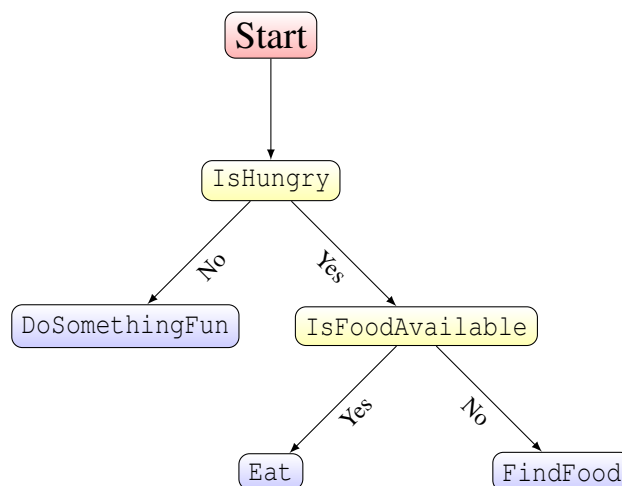 Start
IsHungry
No
Yes
DoSomethingFun
IsFoodAvailable
Yes
No
Eat
FindFood